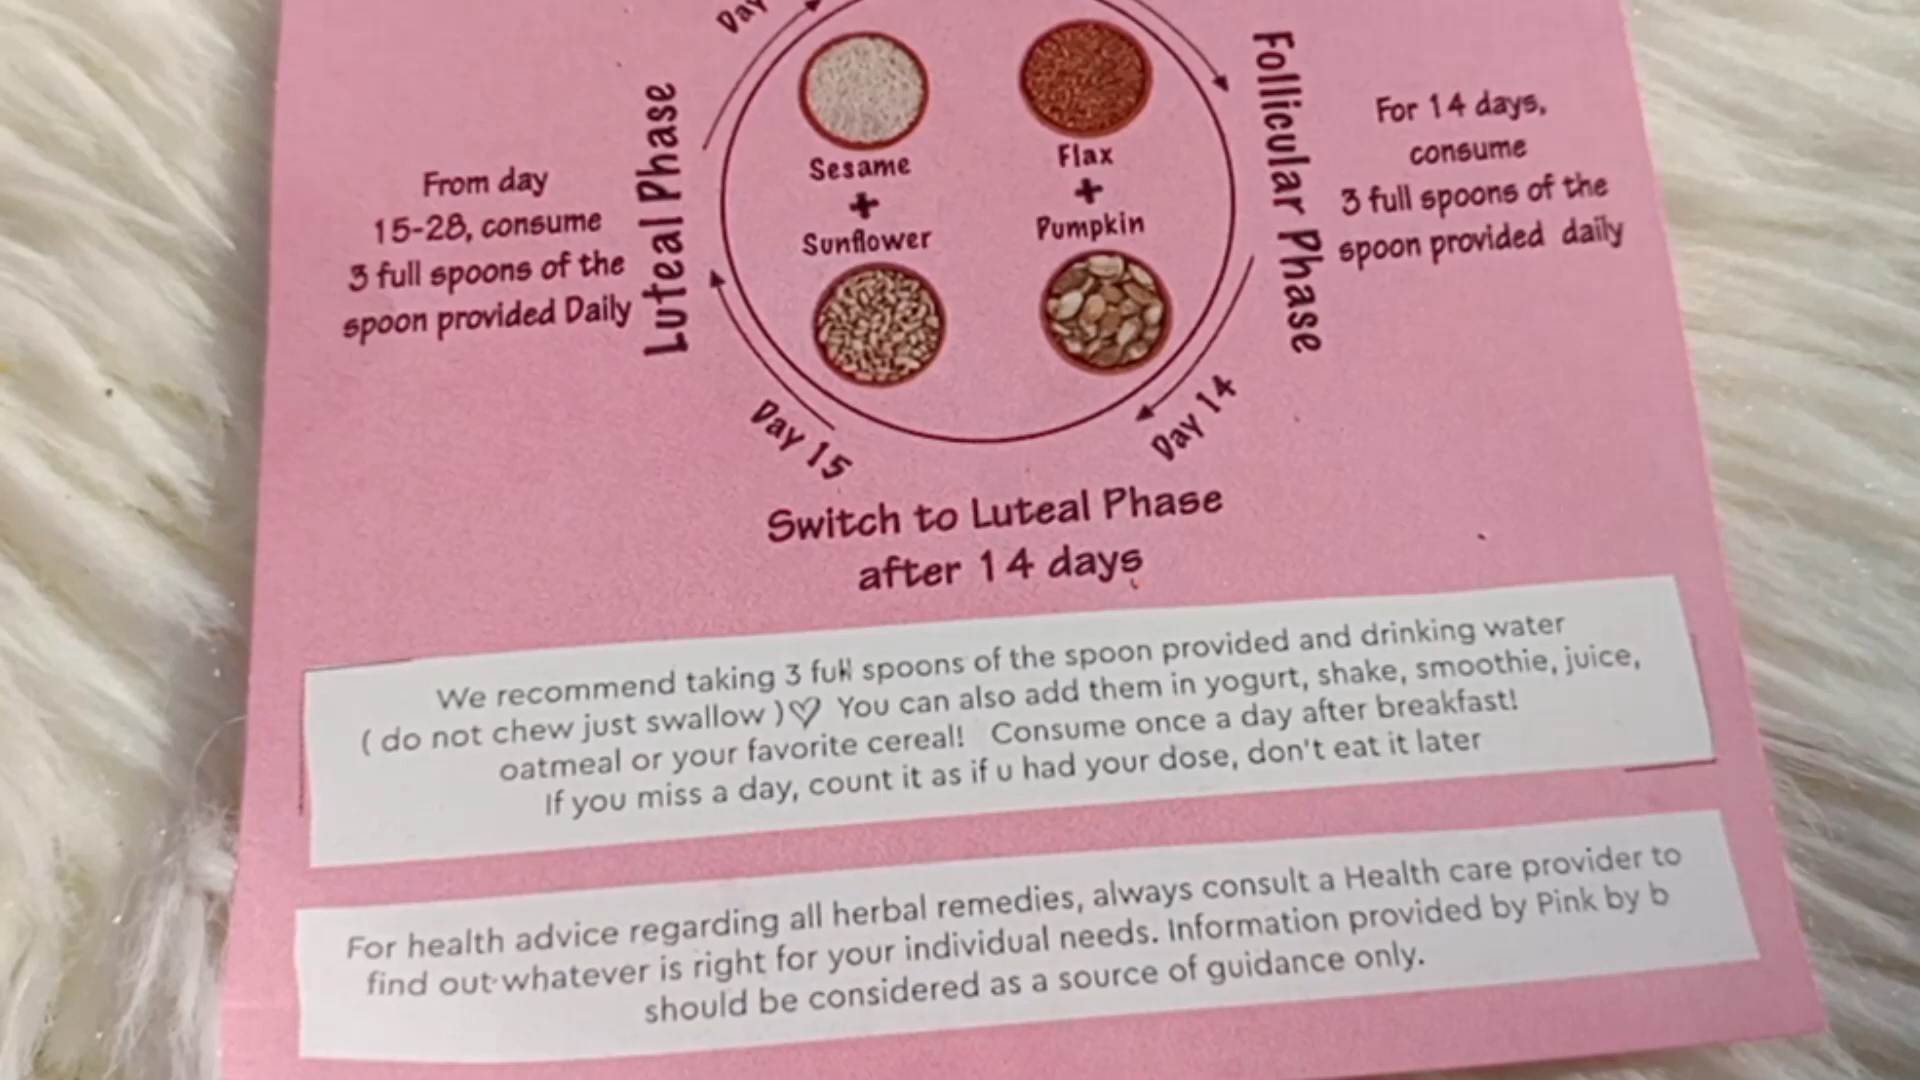 Day
Luteal Phase
From day
15-28, consume
3 full spoons of the
spoon provided Daily
Sesame
+
Sunflower
Flax
+
Pumpkin
Follicular Phase
For 14 days,
consume
3 full spoons of the
spoon provided daily
Day 15
Day 14
Switch to Luteal Phase
after 14 days
We recommend taking 3 full spoons of the spoon provided and drinking water
( do not chew just swallow )♡ You can also add them in yogurt, shake, smoothie, juice,
oatmeal or your favorite cereal! Consume once a day after breakfast!
If you miss a day, count it as if u had your dose, don't eat it later
For health advice regarding all herbal remedies, always consult a Health care provider to
find out whatever is right for your individual needs. Information provided by Pink by b
should be considered as a source of guidance only.